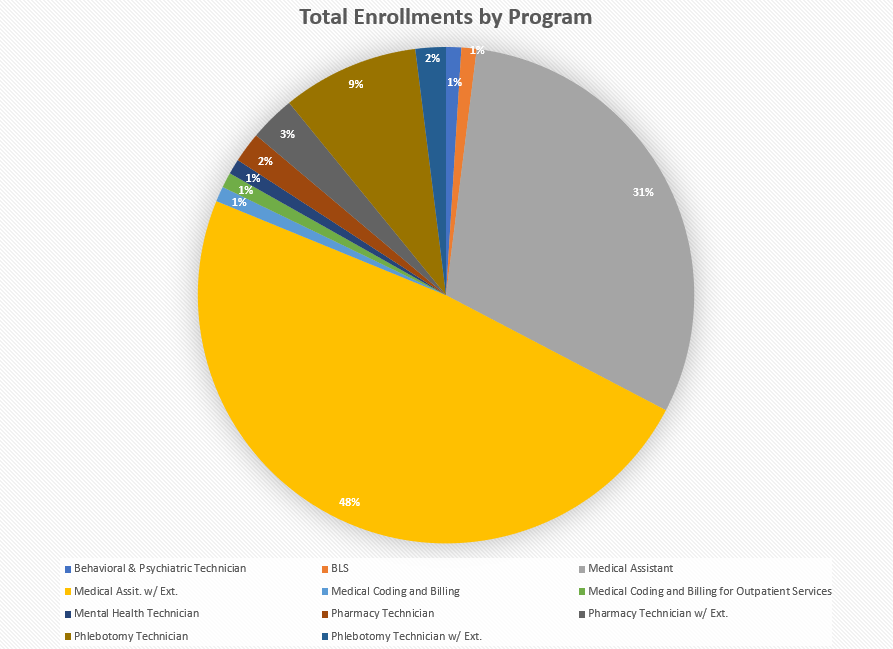 Total Enrollments by Program
2%
1%
1%
9%
3%
2%
1%
1%
1%
31%
48%
Behavioral & Psychiatric Technician
BLS
Medical Assistant
Medical Assit. w/ Ext.
Medical Coding and Billing
Medical Coding and Billing for Outpatient Services
Mental Health Technician
Pharmacy Technician
Pharmacy Technician w/ Ext.
Phlebotomy Technician
Phlebotomy Technician w/ Ext.